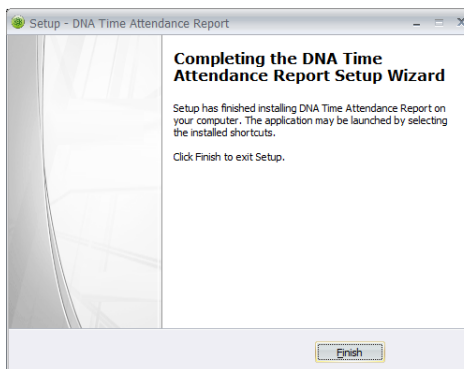 Setup - DNA Time Attendance Report
Completing the DNA Time
Attendance Report Setup Wizard
Setup has finished installing DNA Time Attendance Report on
your computer. The application may be launched by selecting
the installed shortcuts.
Click Finish to exit Setup.
Finish